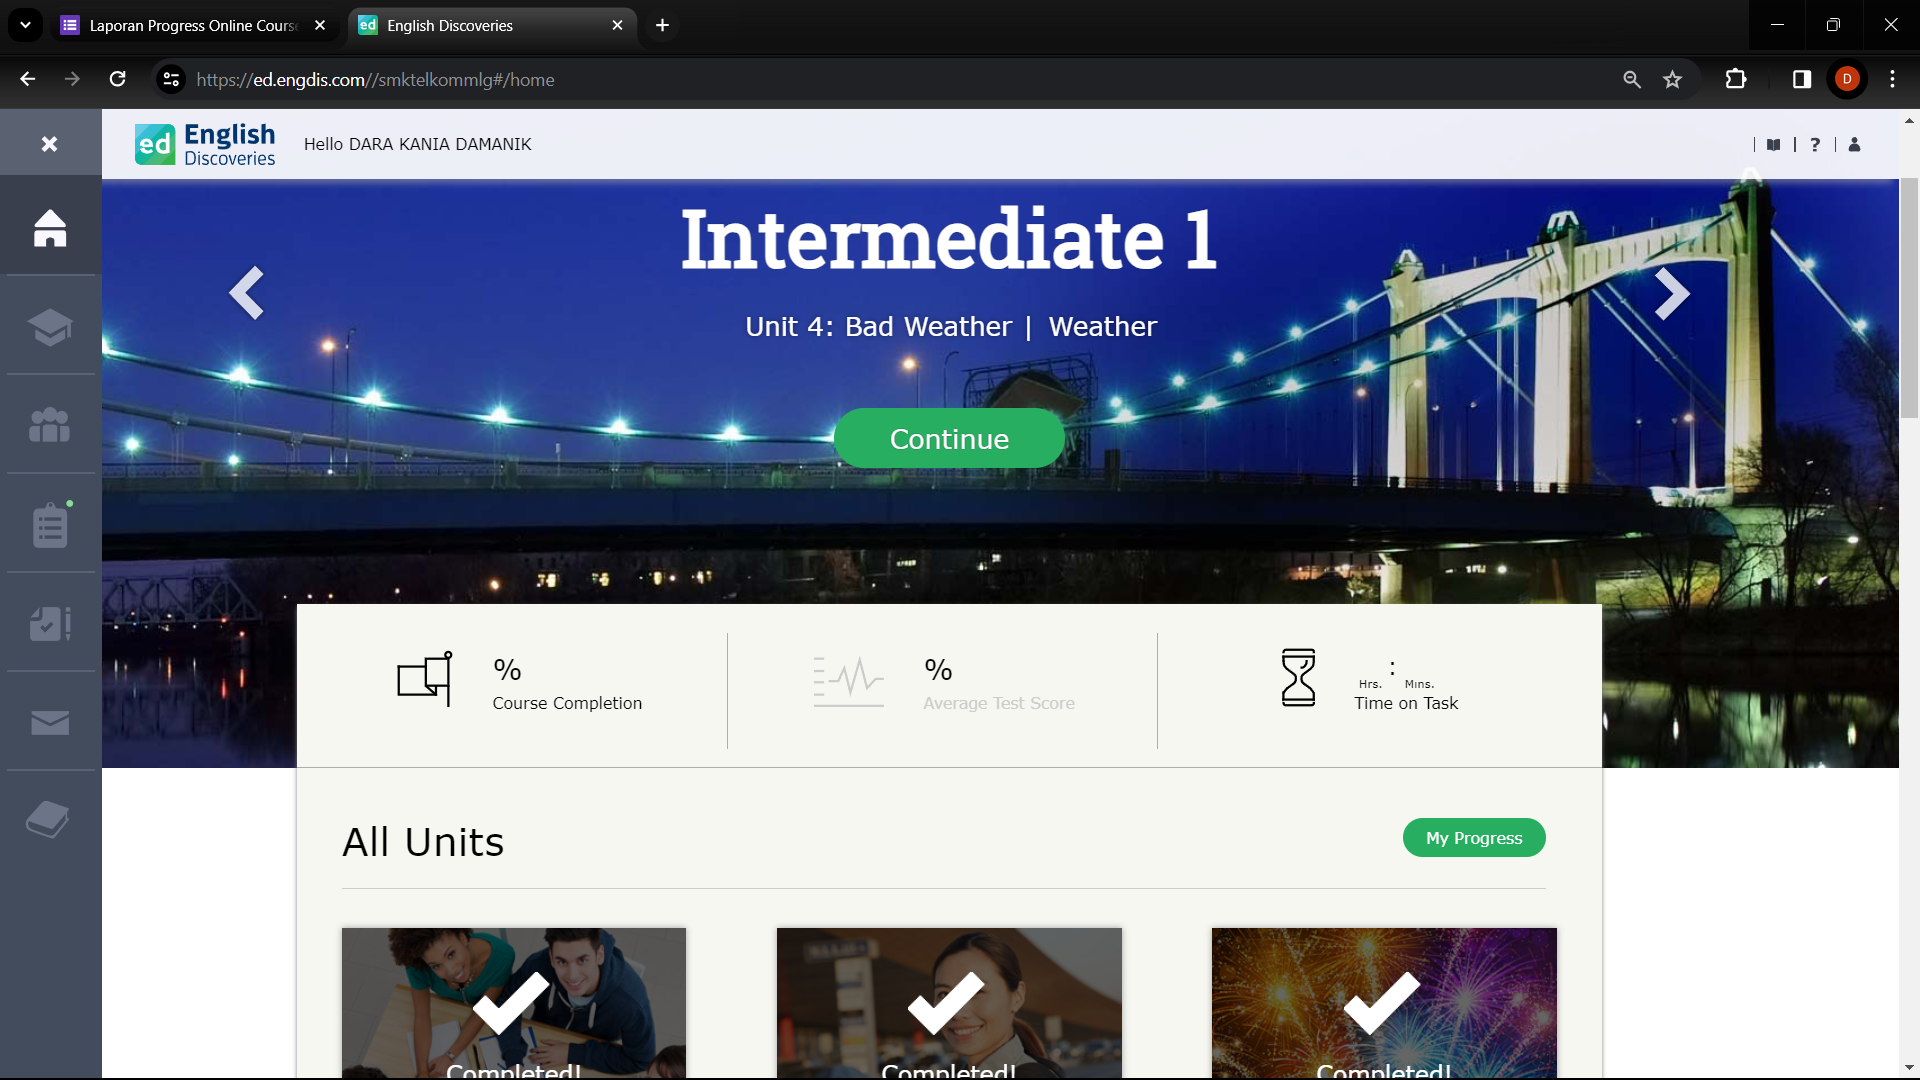 Laporan Progress Online Cours
English Discoveries
https://ed.engdis.com//smktelkommlg#/home
D
ed English Discoveries
Hello DARA KANIA DAMANIK
?
Intermediate 1
Unit 4: Bad Weather | Weather
Continue
%
Course Completion
%
Average Test Score
:
Hrs. Mins.
Time on Task
All Units
My Progress
Completed!
Completed!
Completed!